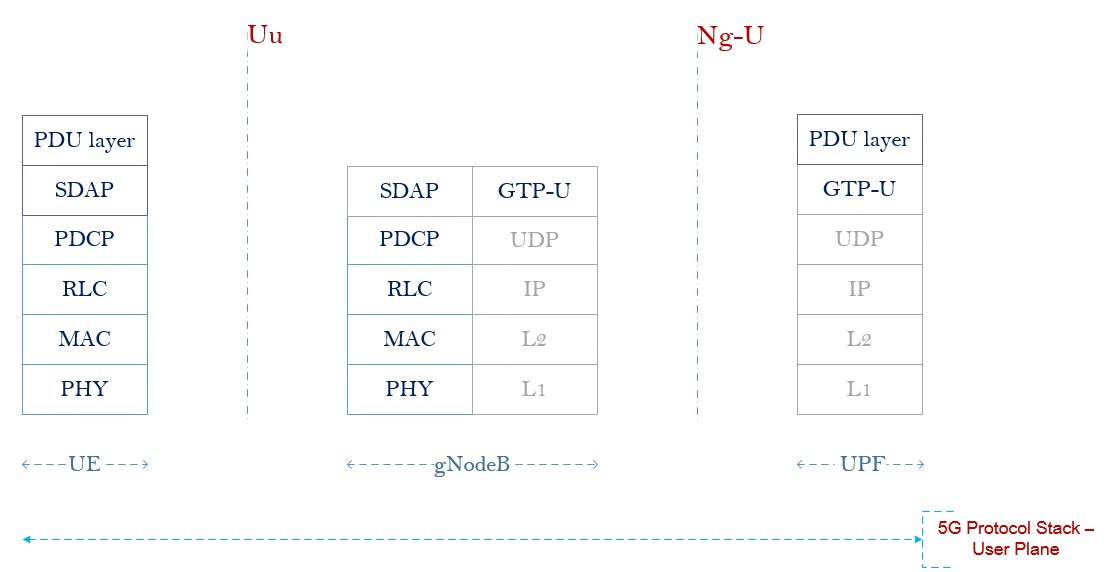 Uu
Ng-U
PDU layer
SDAP
PDCP
RLC
MAC
PHY
SDAP
GTP-U
PDCP
UDP
RLC
IP
MAC
L2
PHY
L1
PDU layer
GTP-U
UDP
IP
L2
L1
UE
gNodeB
UPF
5G Protocol Stack –
User Plane